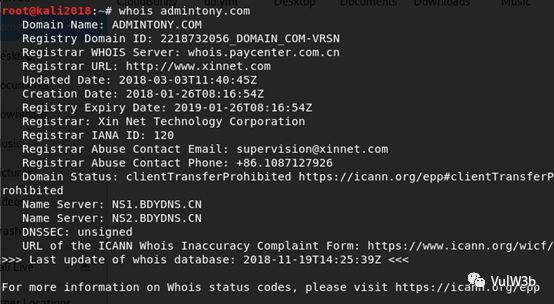 CloudBunny
do.yml
Desktop
Documents
Downloads
Music
root@kali2018:~# whois admintony.com
Domain Name: ADMINTONY.COM
Registry Domain ID: 2218732056_DOMAIN_COM-VRSN
Registrar WHOIS Server: whois.paycenter.com.cn
Registrar URL: http://www.xinnet.com
Updated Date: 2018-03-03T11:40:45Z
Creation Date: 2018-01-26T08:16:54Z
Registry Expiry Date: 2019-01-26T08:16:54Z
Registrar: Xin Net Technology Corporation
Registrar IANA ID: 120
Registrar Abuse Contact Email: supervision@xinnet.com
Registrar Abuse Contact Phone: +86.1087127926
Domain Status: clientTransferProhibited https://icann.org/epp#clientTransferP
rohibited
Name Server: NS1.BDYDNS.CN
Name Server: NS2.BDYDNS.CN
DNSSEC: unsigned
URL of the ICANN Whois Inaccuracy Complaint Form: https://www.icann.org/wicf/
>>> Last update of whois database: 2018-11-19T14:25:39Z <<<
VulW3b
For more information on Whois status codes, please visit https://icann.org/epp